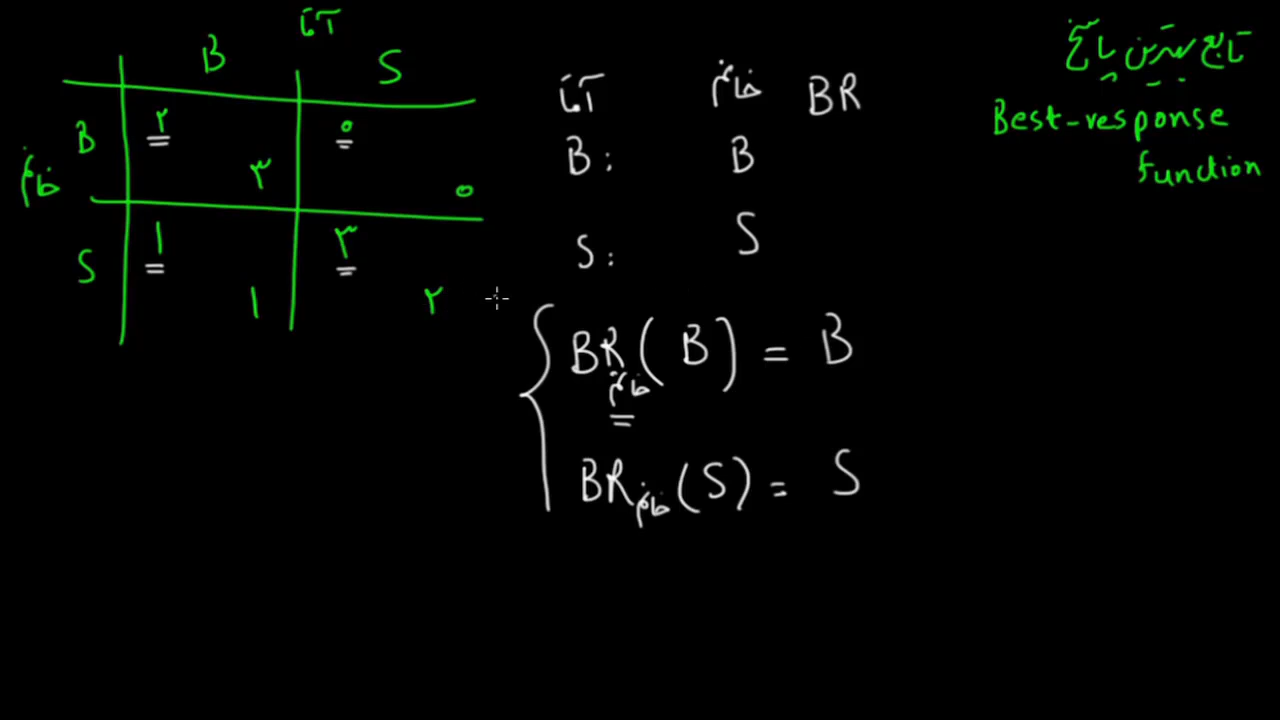 آقا
B S
B ۲ ۳ ۰ ۰
خانم
S ۱ ۱ ۳ ۲
آقا خانم BR
B: B
S: S
BR خانم (B) = B
BR خانم (S) = S
تابع بهترین پاسخ
Best-response
function